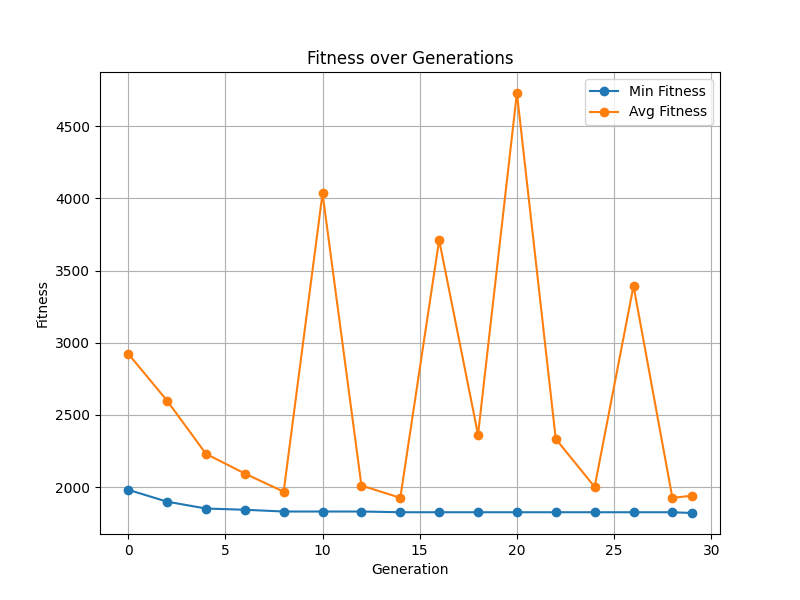 Fitness over Generations
Min Fitness
Avg Fitness
4500
4000
3500
3000
2500
2000
Fitness
0 5 10 15 20 25 30
Generation